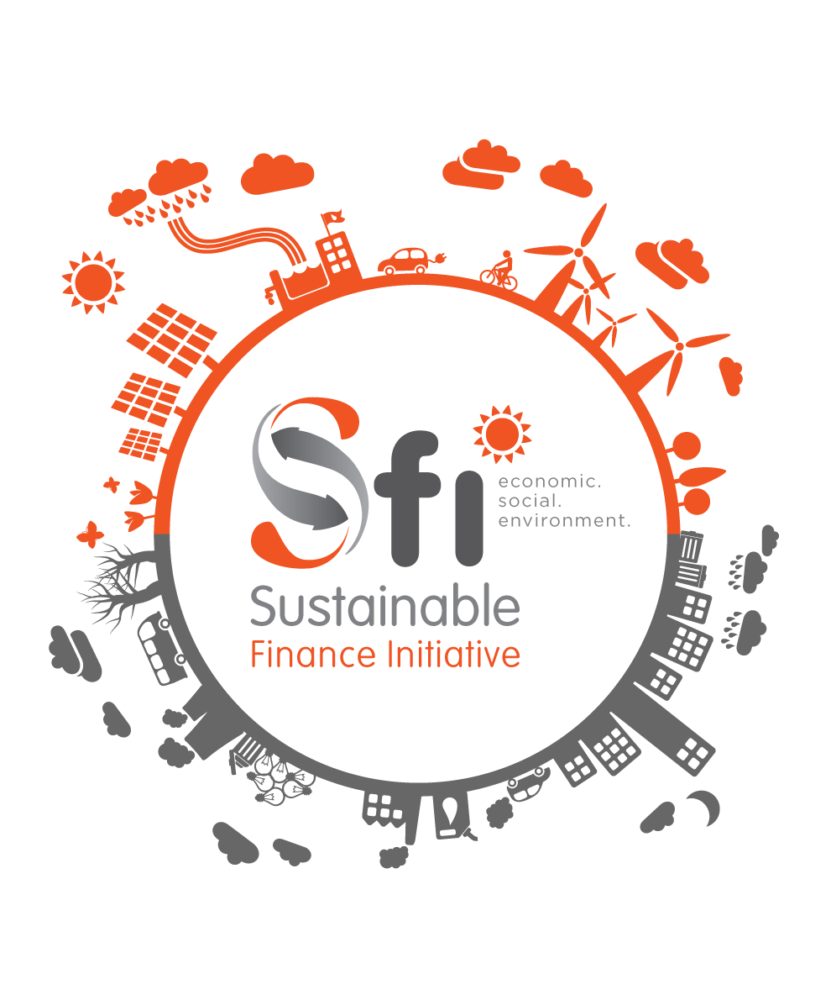 Sfi
economic.
social.
environment.
Sustainable
Finance Initiative